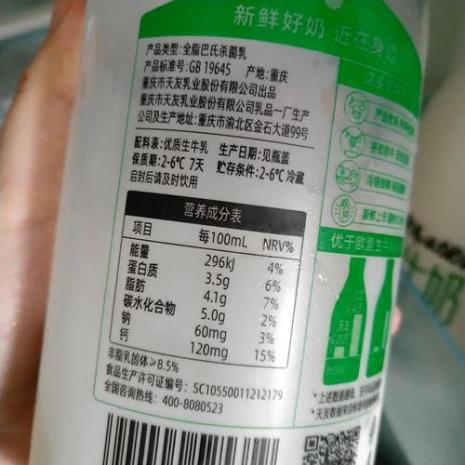 新鲜好奶 近在身边
产品类型: 全脂巴氏杀菌乳
产品标准号: GB 19645 产地: 重庆
重庆市天友乳业股份有限公司出品
重庆市天友乳业股份有限公司乳品一厂生产
公司及生产地址: 重庆市渝北区金石大道99号
配料表: 优质生牛乳 生产日期: 见瓶盖
保质期: 2-6℃ 7天 贮存条件: 2-6℃ 冷藏
启封后请及时饮用
营养成分表
项目 每100mL NRV%
能量 296kJ 4%
蛋白质 3.5g 6%
脂肪 4.1g 7%
碳水化合物 5.0g 2%
钠 60mg 3%
钙 120mg 15%
非脂乳固体≥8.5%
食品生产许可证编号: SC10550011212179
全国咨询热线: 400-8080523
优于欧盟生牛
天友
牛奶